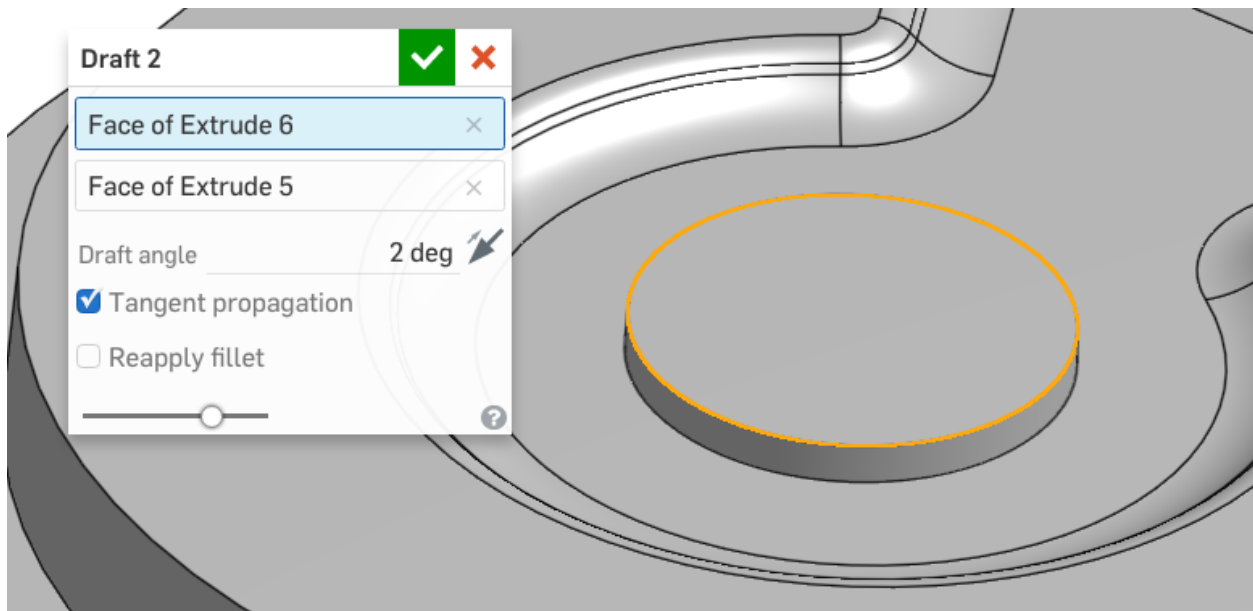 Draft 2
Face of Extrude 6
Face of Extrude 5
Draft angle 2 deg
Tangent propagation
Reapply fillet
?